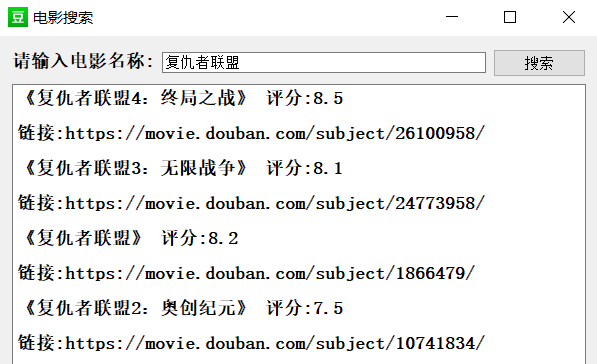 豆 电影搜索
请输入电影名称: 复仇者联盟 搜索
《复仇者联盟4：终局之战》 评分:8.5
链接:https://movie.douban.com/subject/26100958/
《复仇者联盟3：无限战争》 评分:8.1
链接:https://movie.douban.com/subject/24773958/
《复仇者联盟》 评分:8.2
链接:https://movie.douban.com/subject/1866479/
《复仇者联盟2：奥创纪元》 评分:7.5
链接:https://movie.douban.com/subject/10741834/